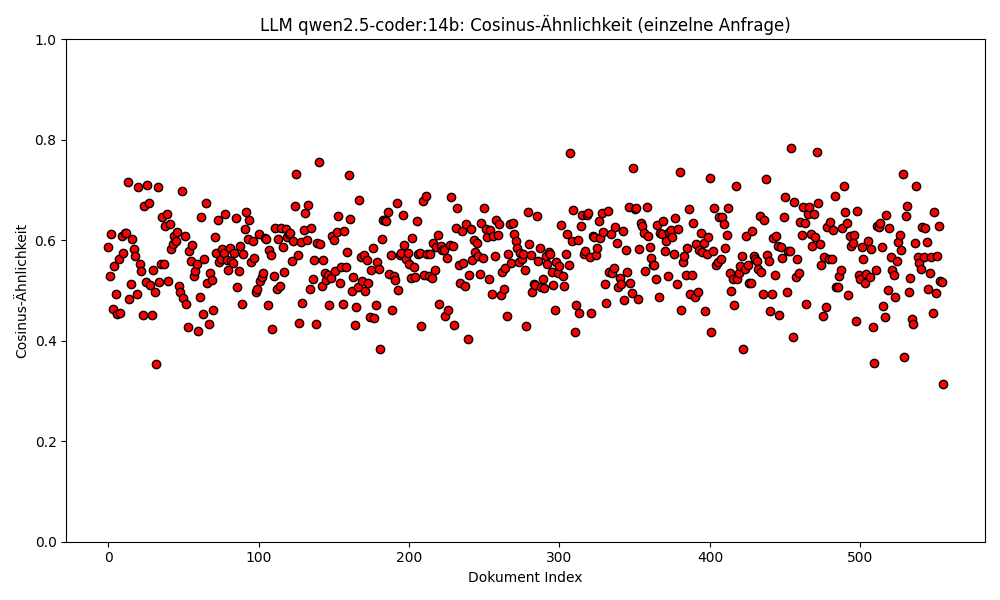 LLM qwen2.5-coder:14b: Cosinus-Ähnlichkeit (einzelne Anfrage)
Cosinus-Ähnlichkeit
1.0
0.8
0.6
0.4
0.2
0.0
0 100 200 300 400 500
Dokument Index